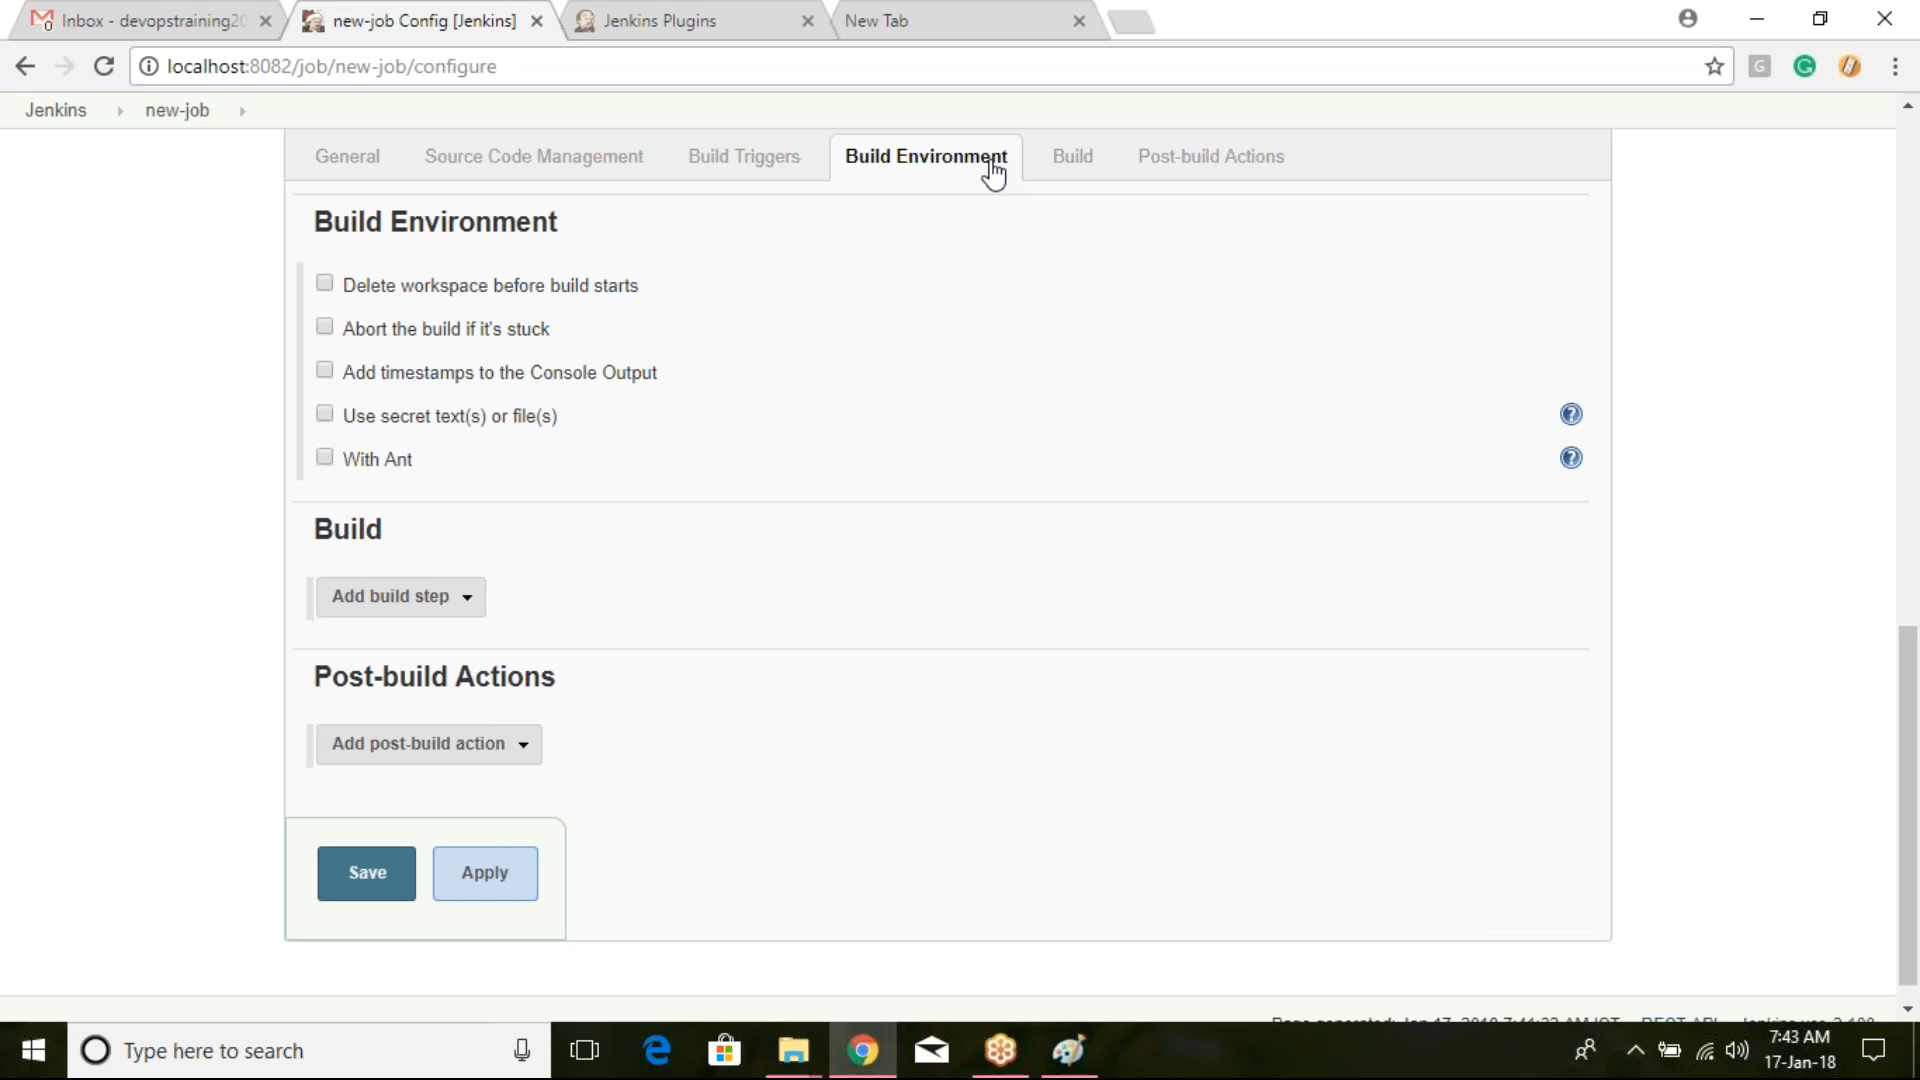 Inbox - devopstraining20
new-job Config [Jenkins]
Jenkins Plugins
New Tab
localhost:8082/job/new-job/configure
Jenkins
new-job
General
Source Code Management
Build Triggers
Build Environment
Build
Post-build Actions
Build Environment
Delete workspace before build starts
Abort the build if it's stuck
Add timestamps to the Console Output
Use secret text(s) or file(s)
With Ant
Build
Add build step
Post-build Actions
Add post-build action
Save
Apply
Type here to search
7:43 AM
17-Jan-18